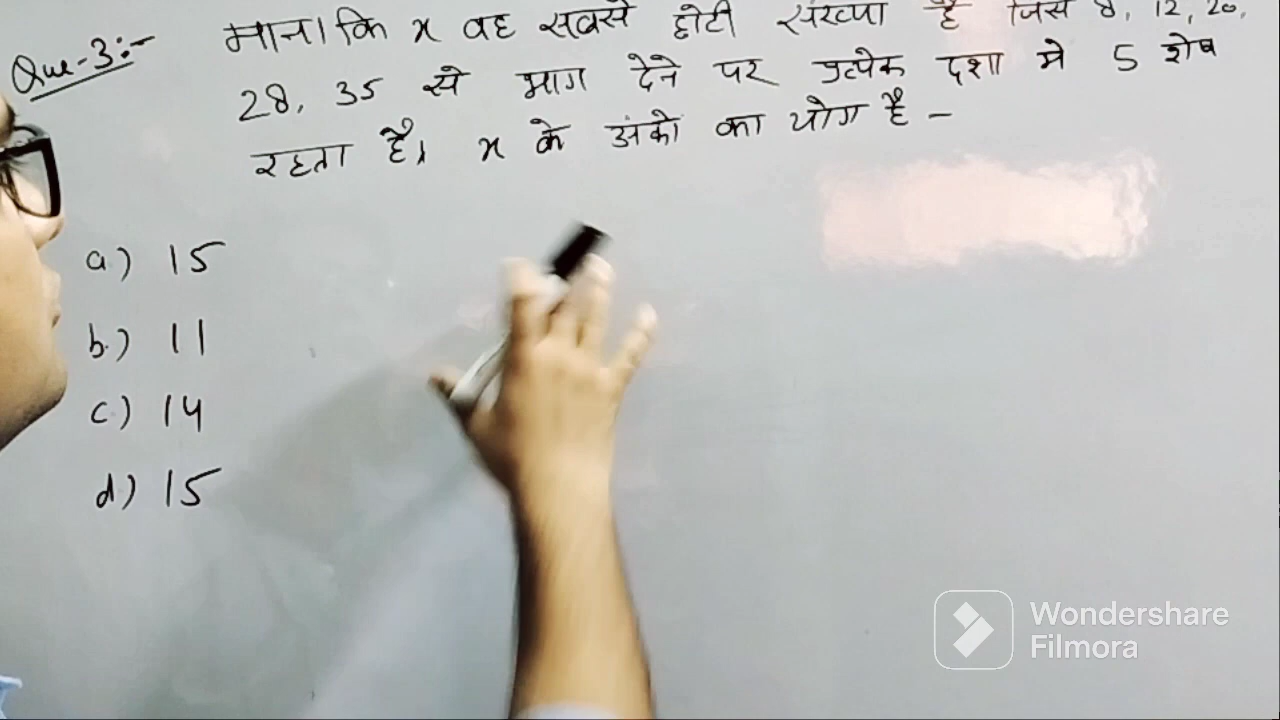 Que-3:-
माना कि x वह सबसे छोटी संख्या है जिसे 8, 12, 20,
28, 35 से भाग देने पर प्रत्येक दशा मे 5 शेष
रहता है, x के अंको का योग है -
a) 15
b) 11
c) 14
d) 15
Wondershare
Filmora